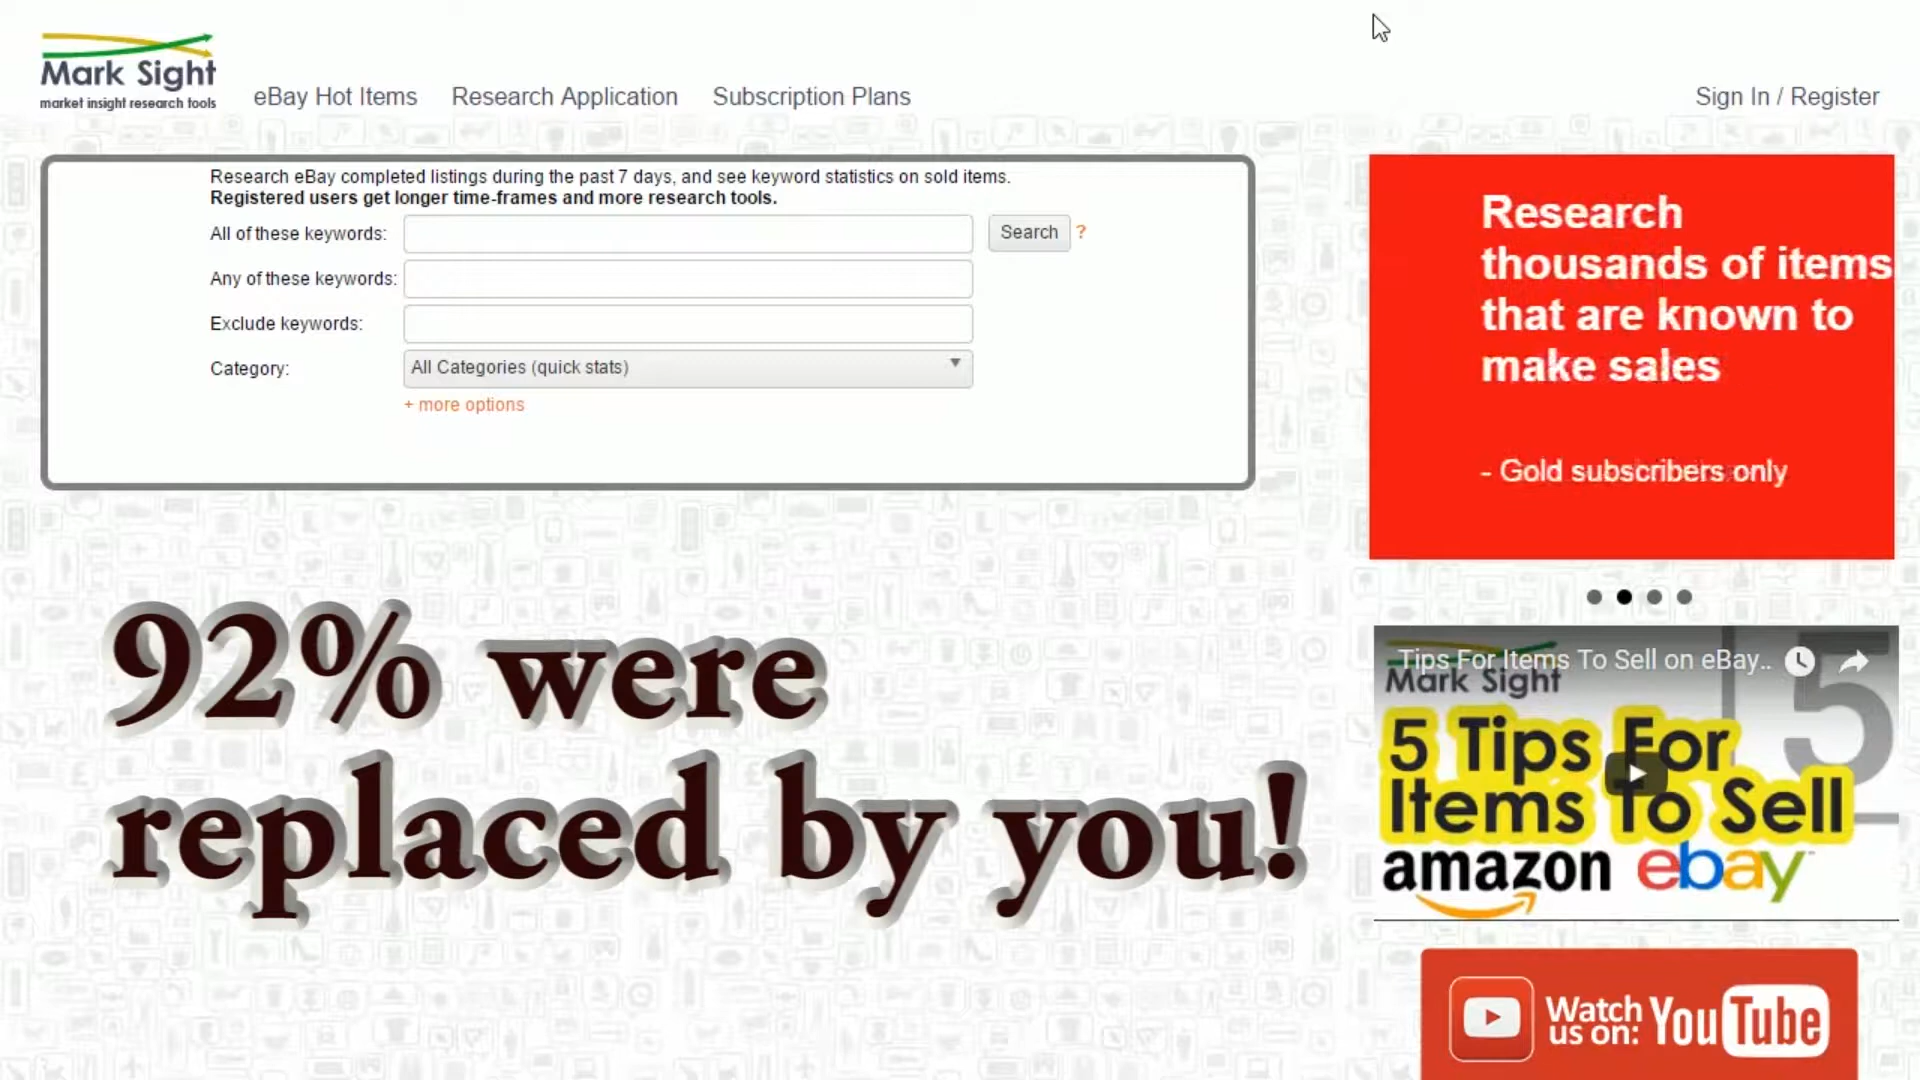 Mark Sight
market insight research tools
eBay Hot Items
Research Application
Subscription Plans
Sign In / Register
Research eBay completed listings during the past 7 days, and see keyword statistics on sold items.
Registered users get longer time-frames and more research tools.
All of these keywords:
Search
?
Any of these keywords:
Exclude keywords:
Category:
All Categories (quick stats)
+ more options
Research
thousands of items
that are known to
make sales
- Gold subscribers only
92% were
replaced by you!
Tips For Items To Sell on eBay...
Mark Sight
5
5 Tips For
Items To Sell
amazon ebay
Watch
us on:
YouTube